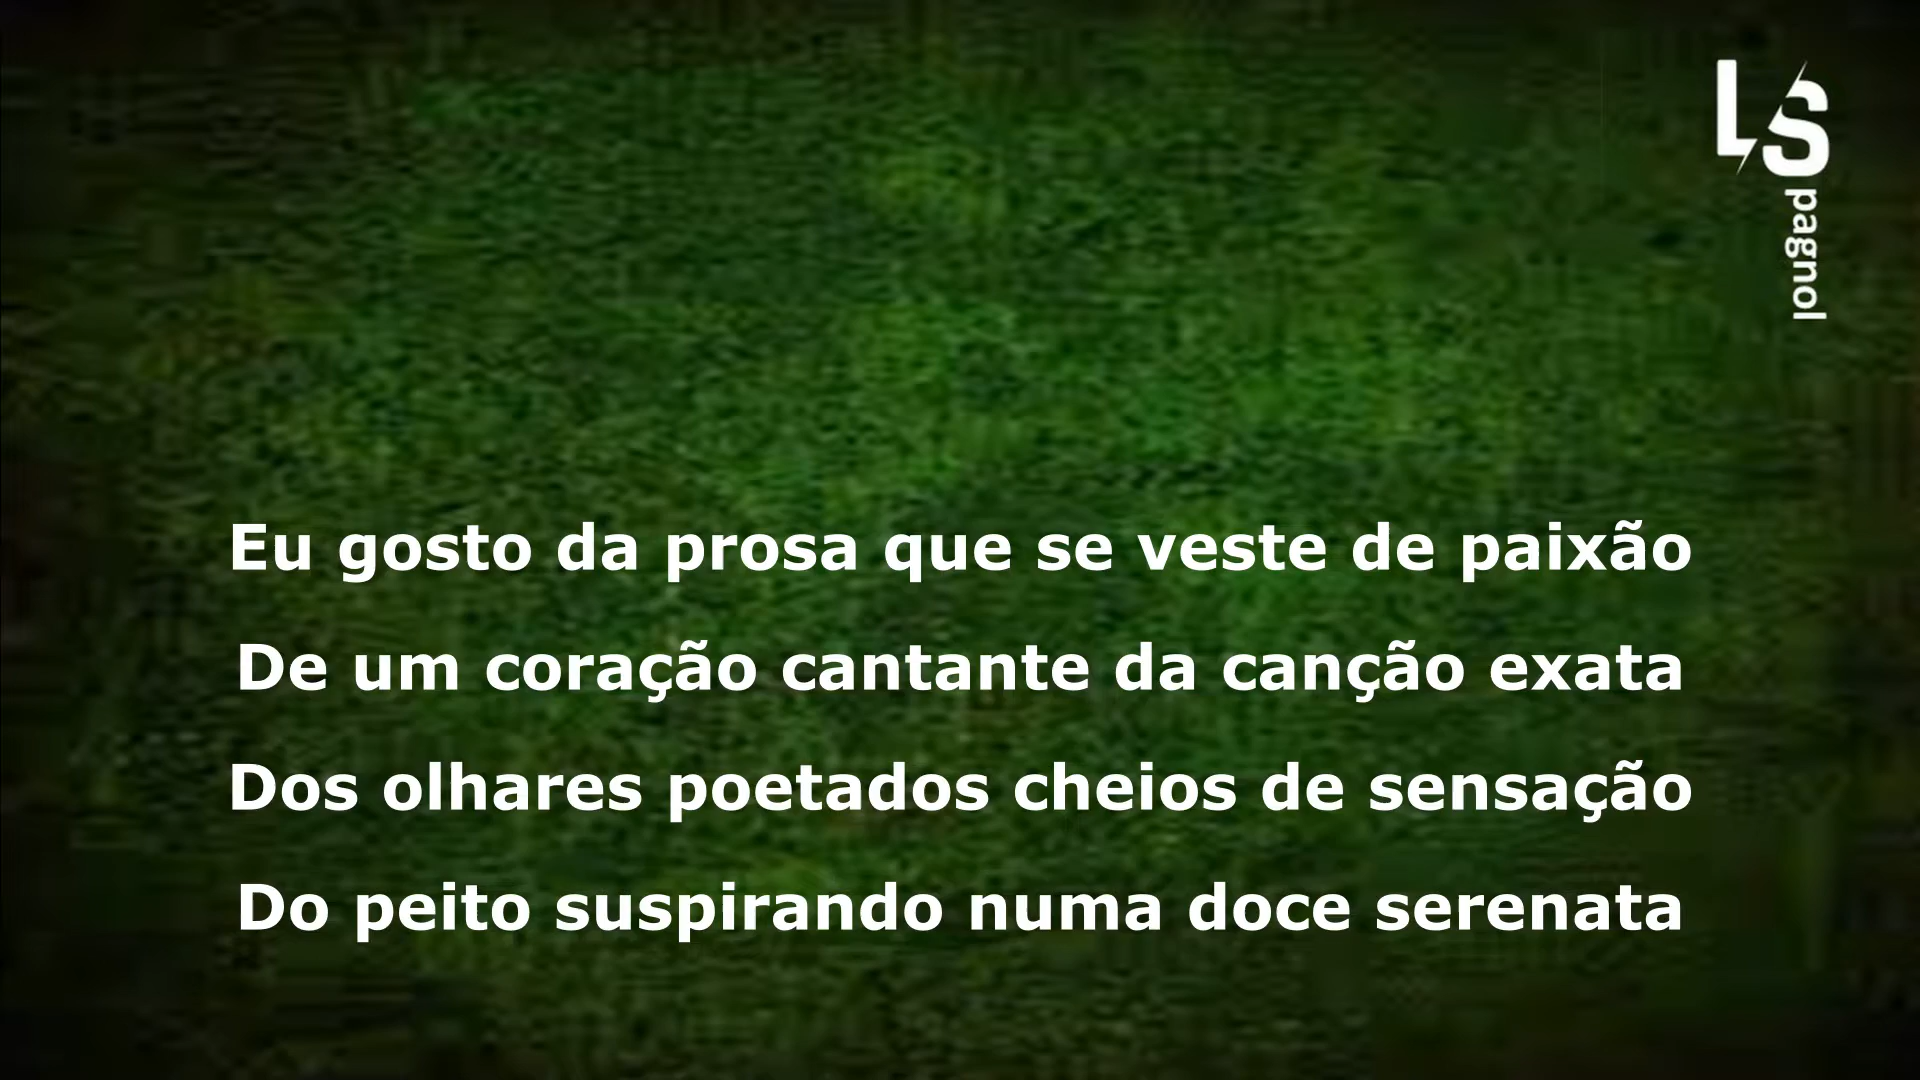 LS
pagnol
Eu gosto da prosa que se veste de paixão
De um coração cantante da canção exata
Dos olhares poetados cheios de sensação
Do peito suspirando numa doce serenata